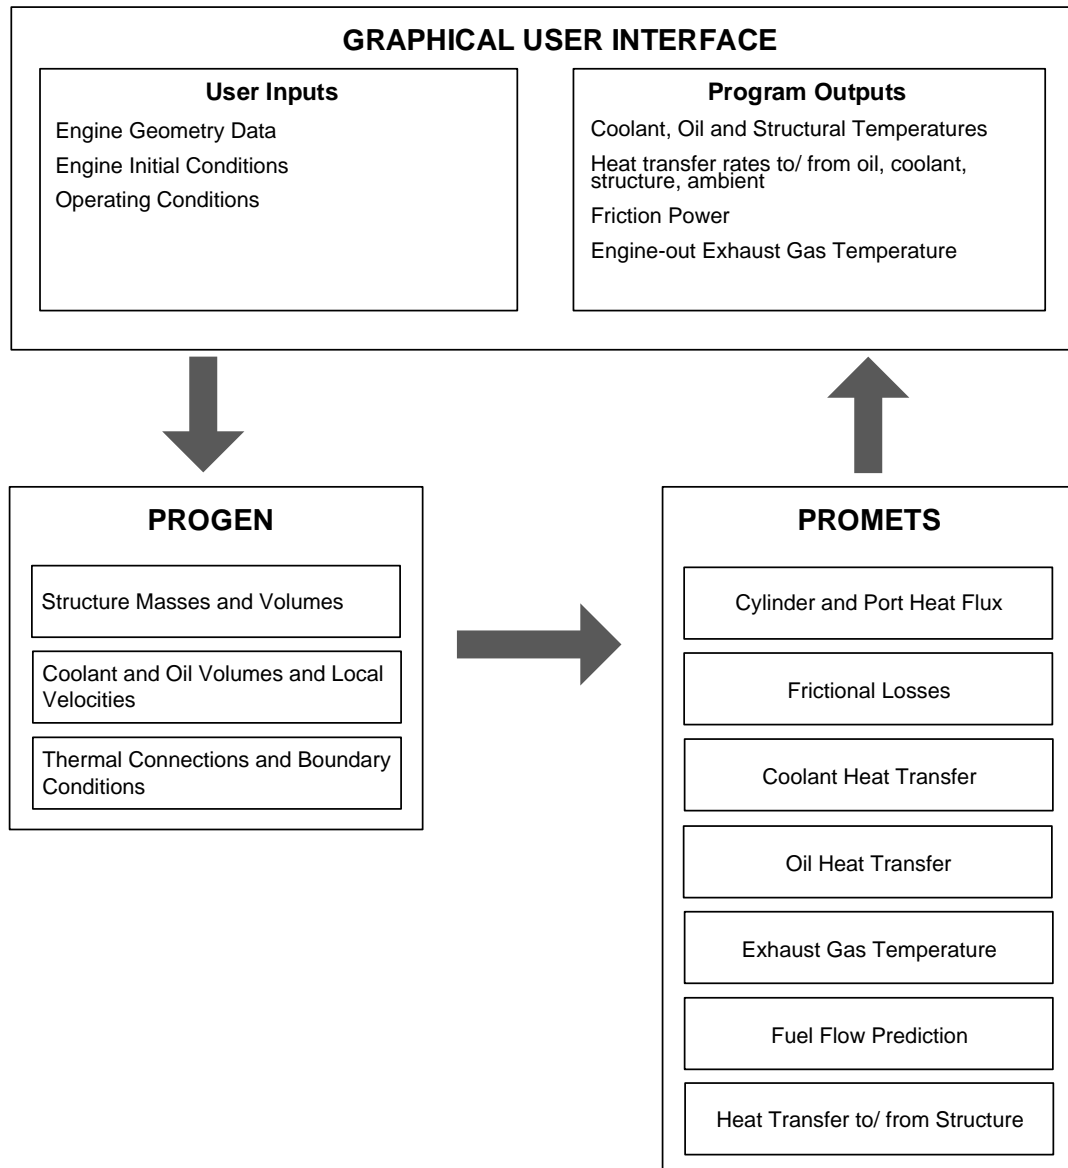 GRAPHICAL USER INTERFACE
User Inputs
Engine Geometry Data
Engine Initial Conditions
Operating Conditions
Program Outputs
Coolant, Oil and Structural Temperatures
Heat transfer rates to/ from oil, coolant,
structure, ambient
Friction Power
Engine-out Exhaust Gas Temperature
PROGEN
Structure Masses and Volumes
Coolant and Oil Volumes and Local
Velocities
Thermal Connections and Boundary
Conditions
PROMETS
Cylinder and Port Heat Flux
Frictional Losses
Coolant Heat Transfer
Oil Heat Transfer
Exhaust Gas Temperature
Fuel Flow Prediction
Heat Transfer to/ from Structure